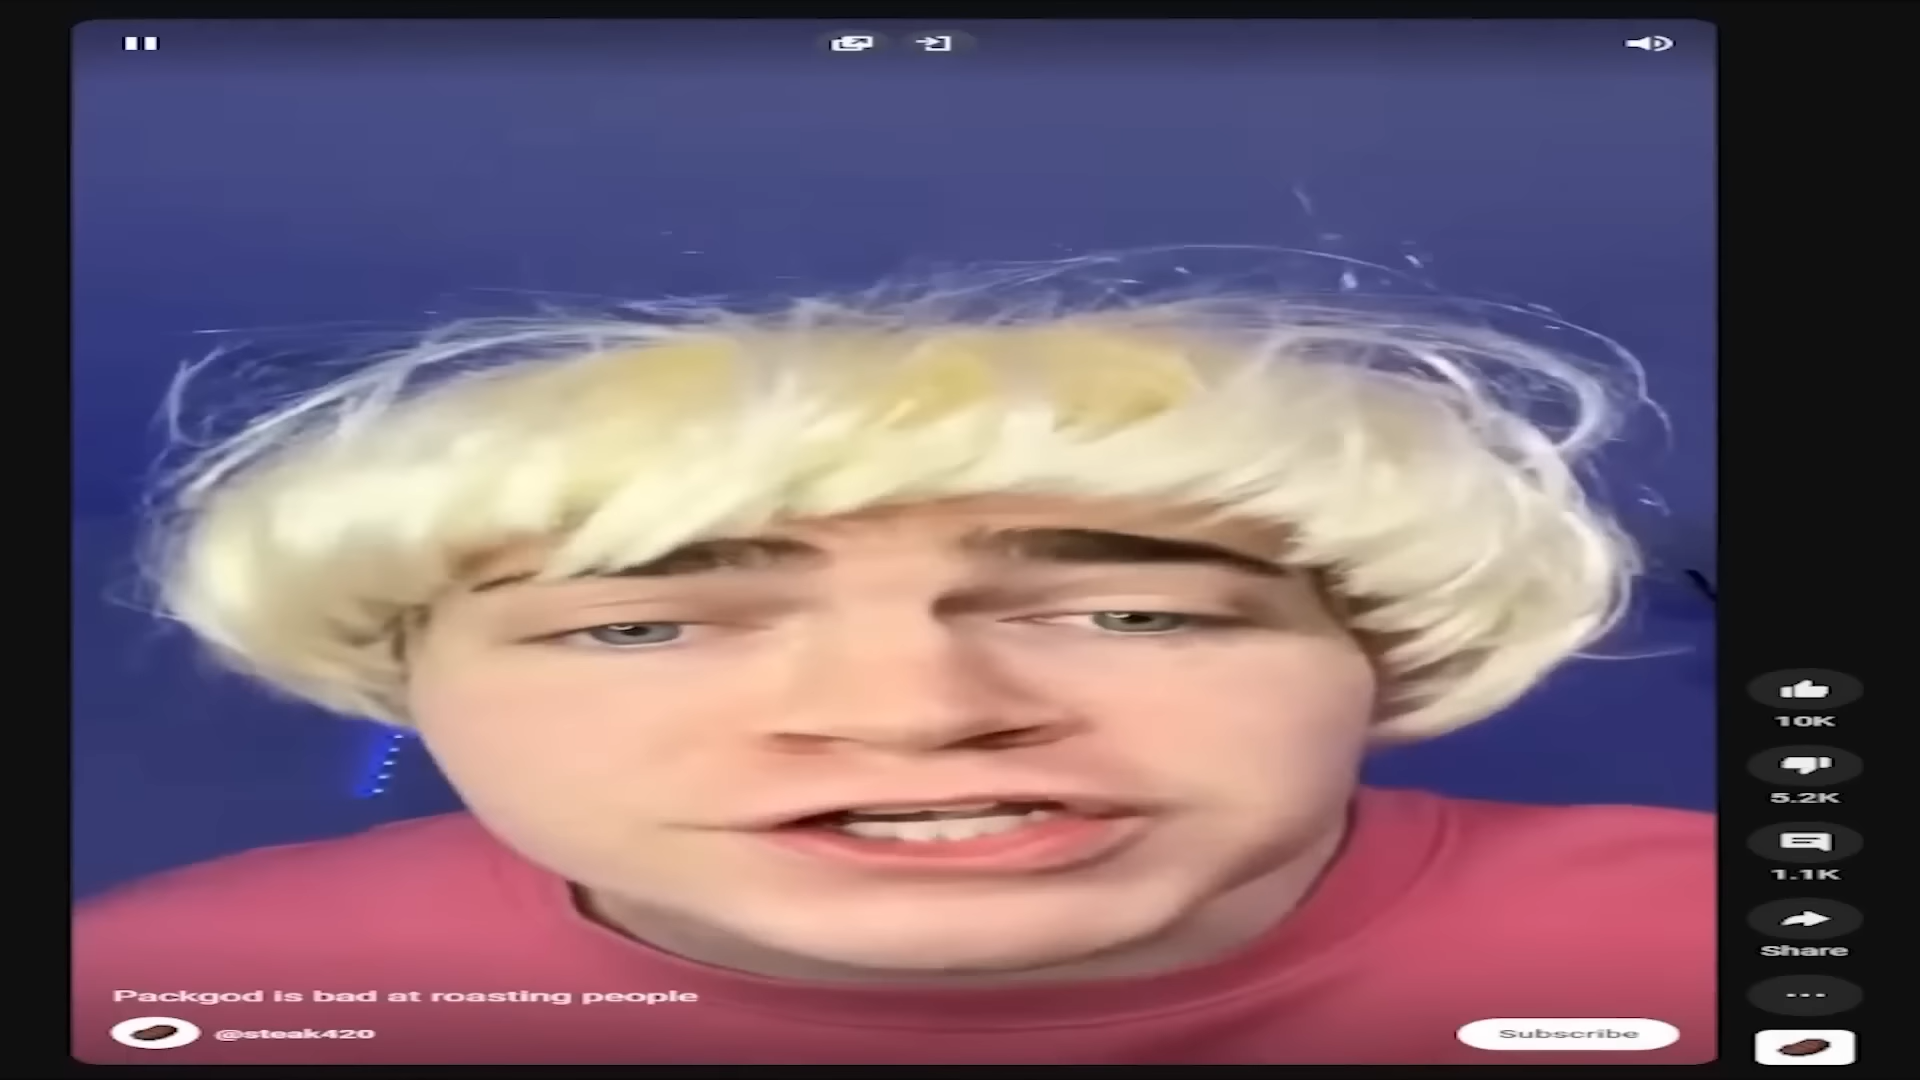 10K
5.2K
1.1K
Share
Packgod is bad at roasting people
@steak420
Subscribe